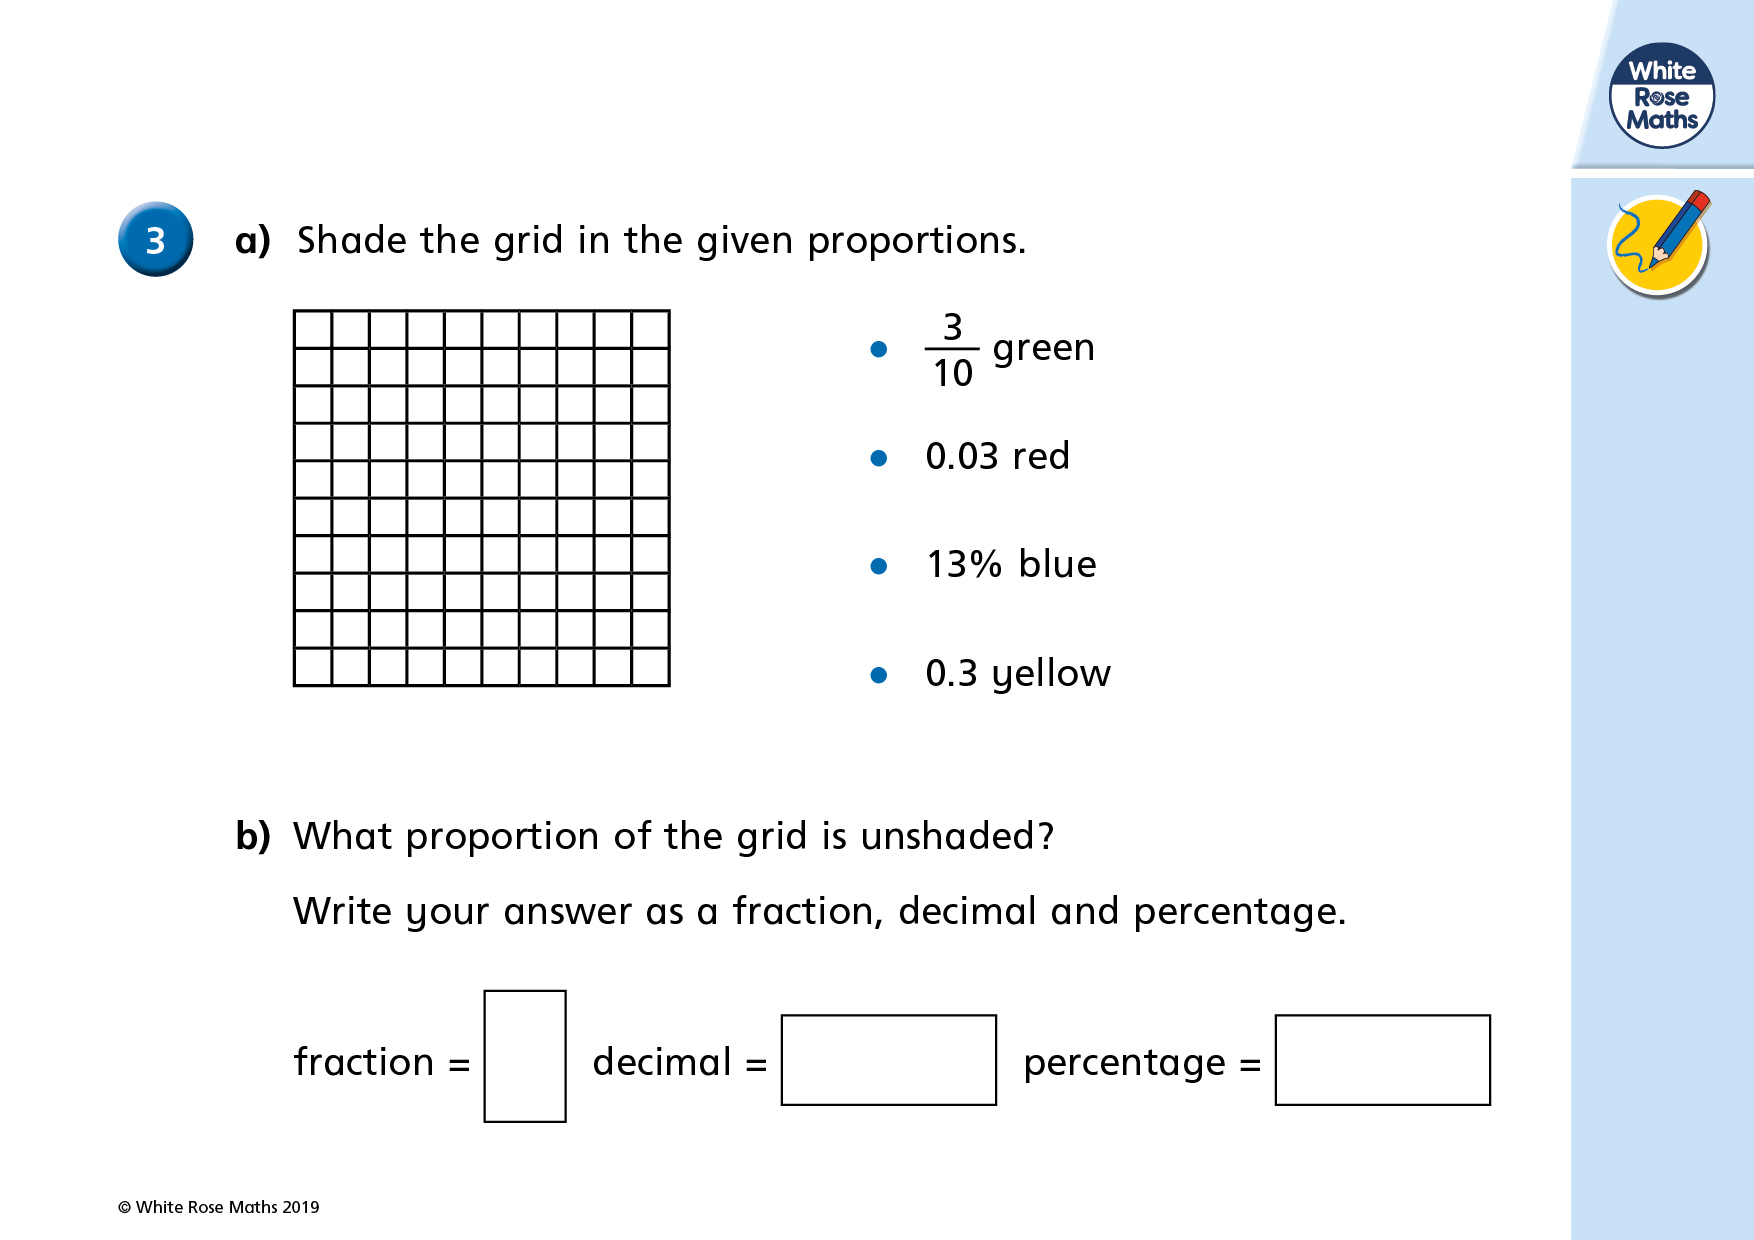 White
Rose
Maths
3 a) Shade the grid in the given proportions.
• 3/10 green
• 0.03 red
• 13% blue
• 0.3 yellow
b) What proportion of the grid is unshaded?
Write your answer as a fraction, decimal and percentage.
fraction = decimal = percentage =
© White Rose Maths 2019